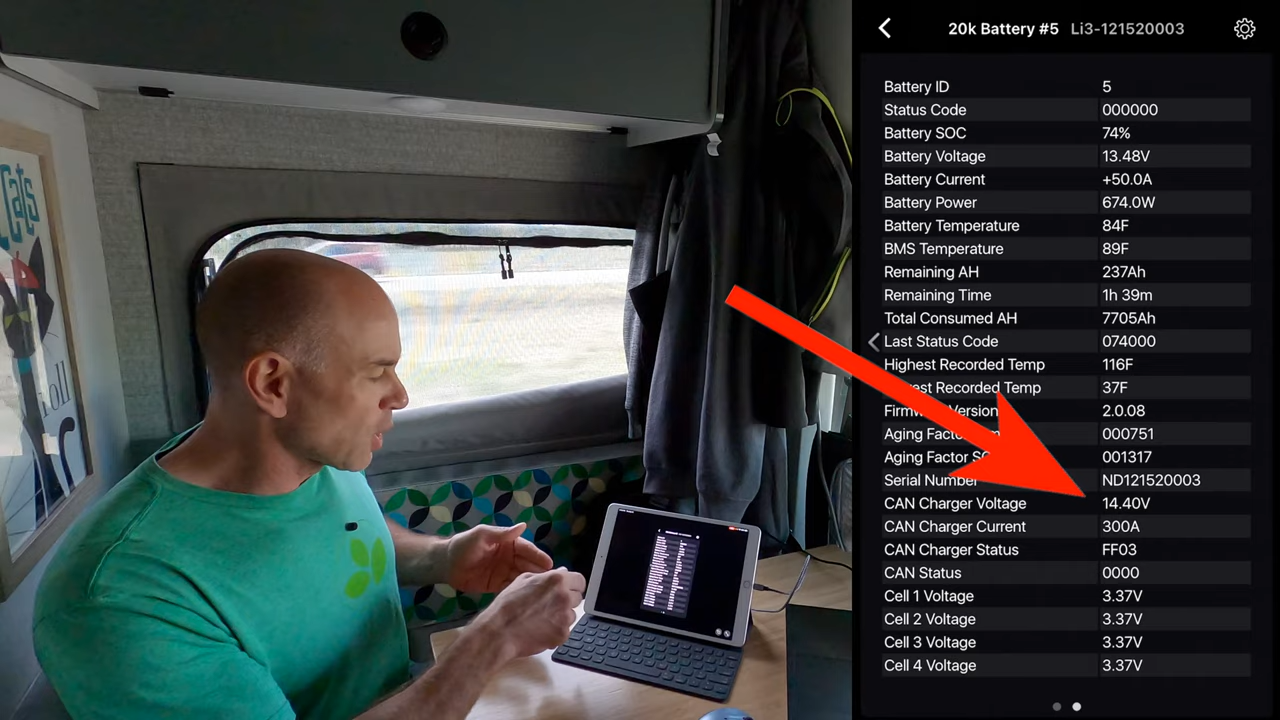 20k Battery #5 Li3-121520003
Battery ID 5
Status Code 000000
Battery SOC 74%
Battery Voltage 13.48V
Battery Current +50.0A
Battery Power 674.0W
Battery Temperature 84F
BMS Temperature 89F
Remaining AH 237Ah
Remaining Time 1h 39m
Total Consumed AH 7705Ah
Last Status Code 074000
Highest Recorded Temp 116F
Recorded Temp 37F
Version 2.0.08
Aging 000751
Aging Factor 001317
Serial Number ND121520003
CAN Charger Voltage 14.40V
CAN Charger Current 300A
CAN Charger Status FF03
CAN Status 0000
Cell 1 Voltage 3.37V
Cell 2 Voltage 3.37V
Cell 3 Voltage 3.37V
Cell 4 Voltage 3.37V
Cats